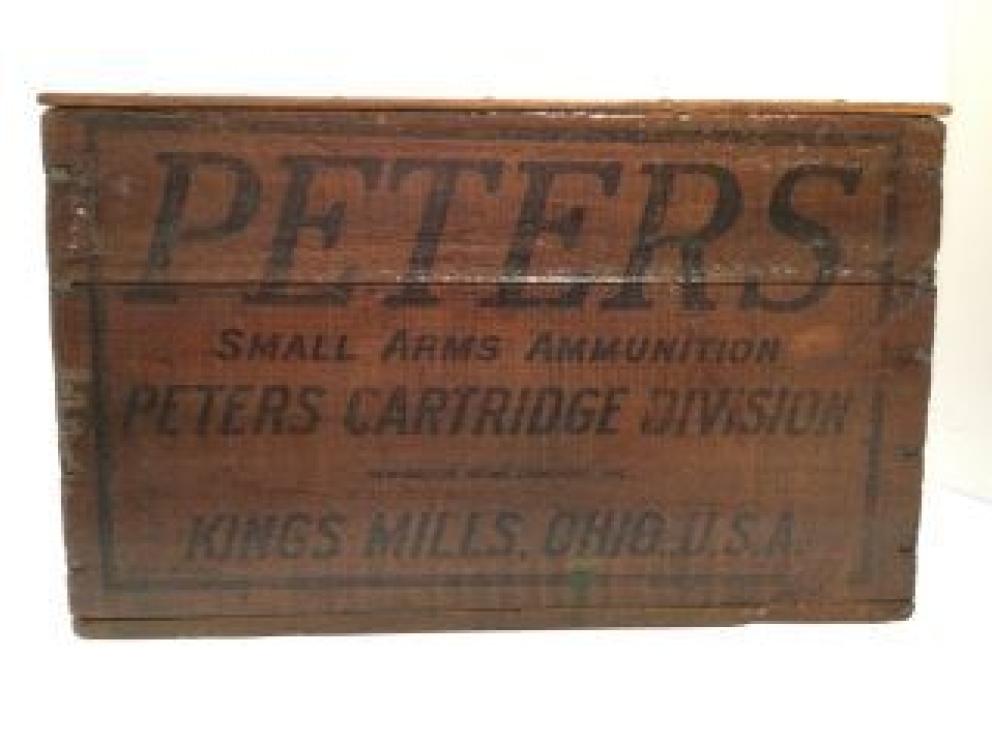 PETERS
SMALL ARMS AMMUNITION
PETERS CARTRIDGE DIVISION
KINGS MILLS, OHIO, U.S.A.